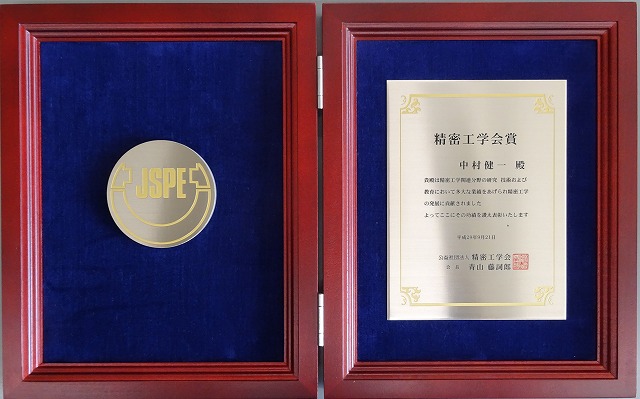 JSPE
精密工学会賞
中村健一 殿
貴殿は精密工学関連分野の研究・技術および
教育において多大な業績をあげられ精密工学
の発展に貢献されました
よってここにその功績を讃え表彰いたします
平成28年9月21日
公益社団法人 精密工学会
会長 青山 藤詞郎